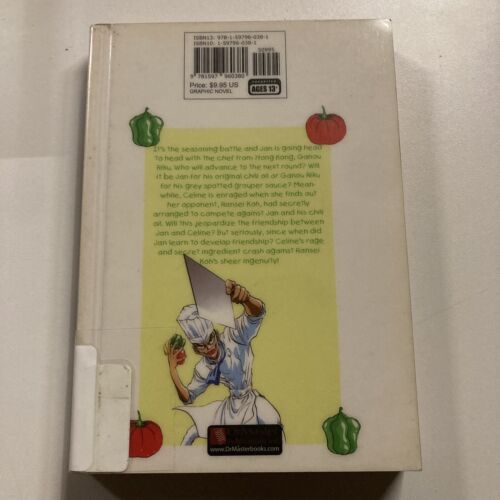 ISBN13: 978-1-59796-038-1
ISBN10: 1-59796-038-1
50995
9 781597 960380
Price: $9.95 US
GRAPHIC NOVEL
SUGGESTED
AGES 13+
It's the seasoning battle and Jan is going head
to head with the chef from Hong Kong, Ganou
Riku. Who will advance to the next round? Will
it be Jan for his original chili oil or Ganou Riku
for his grey spotted grouper sauce? Mean-
while, Celine is enraged when she finds out
her opponent, Ransei Koh, had secretly
arranged to compete against Jan and his chili
oil. Will this jeopardize the friendship between
Jan and Celine? But seriously, since when did
Jan learn to develop friendship? Celine's rage
and secret ingredient crash against Ransei
Koh's sheer ingenuity!
DrMaster
www.DrMasterbooks.com